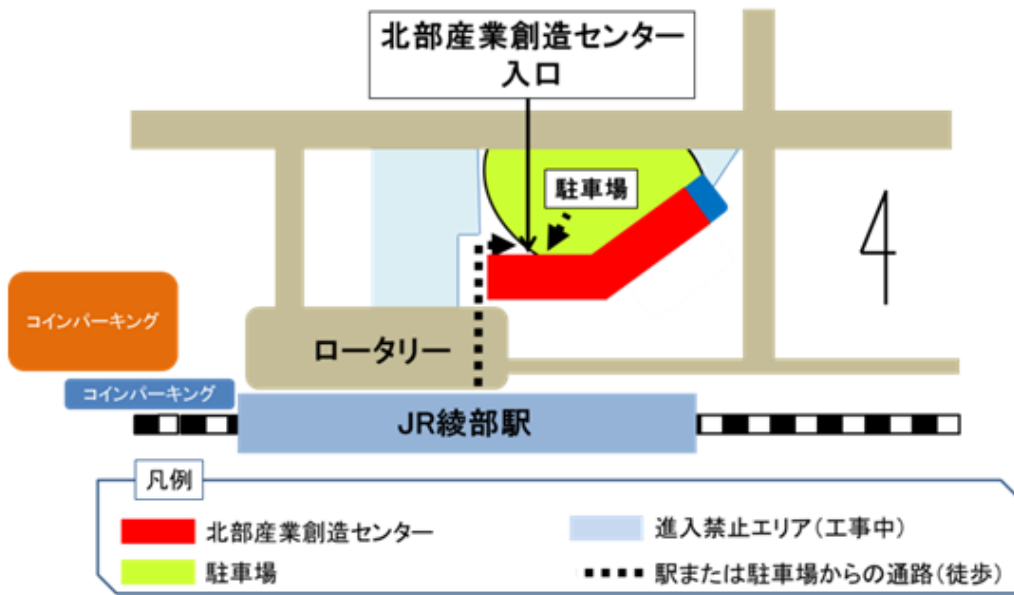 北部産業創造センター
入口
駐車場
コインパーキング
ロータリー
コインパーキング
JR綾部駅
凡例
北部産業創造センター
進入禁止エリア(工事中)
駐車場
駅または駐車場からの通路(徒歩)